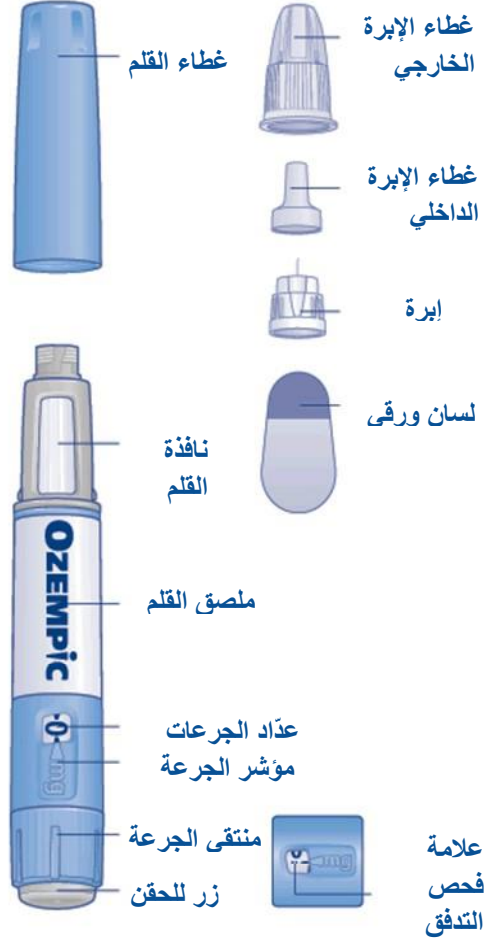 غطاء القلم
غطاء الإبرة
الخارجي
غطاء الإبرة
الداخلي
إبرة
لسان ورقي
نافذة
القلم
OZEMPIC
ملصق القلم
0
mg
عدّاد الجرعات
مؤشر الجرعة
منتقى الجرعة
زر للحقن
mg
علامة
فحص
التدفق